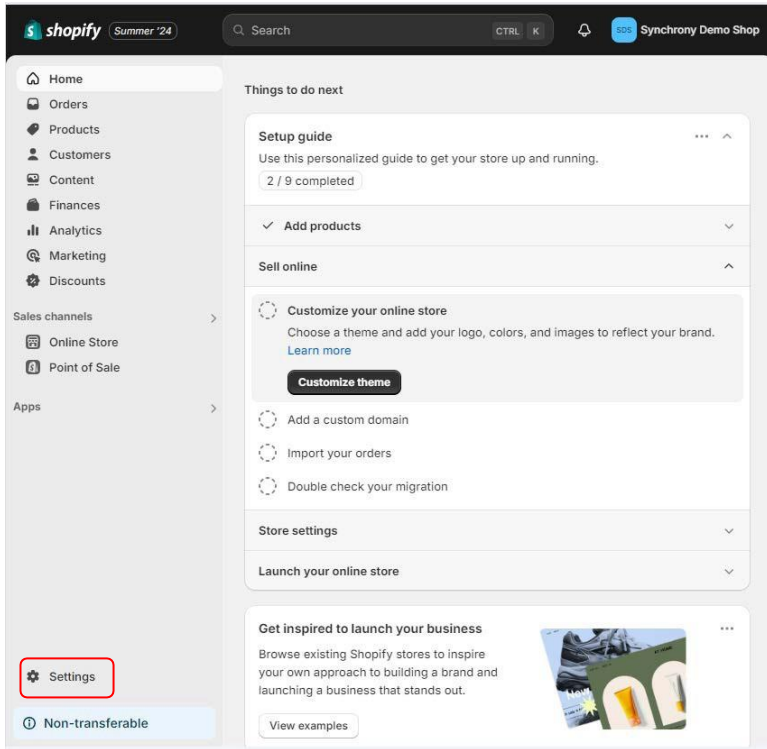 shopify Summer '24
Search CTRL K
SDS Synchrony Demo Shop
Home
Orders
Products
Customers
Content
Finances
Analytics
Marketing
Discounts
Sales channels
Online Store
Point of Sale
Apps
Settings
Non-transferable
Things to do next
Setup guide
Use this personalized guide to get your store up and running.
2 / 9 completed
Add products
Sell online
Customize your online store
Choose a theme and add your logo, colors, and images to reflect your brand.
Learn more
Customize theme
Add a custom domain
Import your orders
Double check your migration
Store settings
Launch your online store
Get inspired to launch your business
Browse existing Shopify stores to inspire
your own approach to building a brand and
launching a business that stands out.
View examples
New